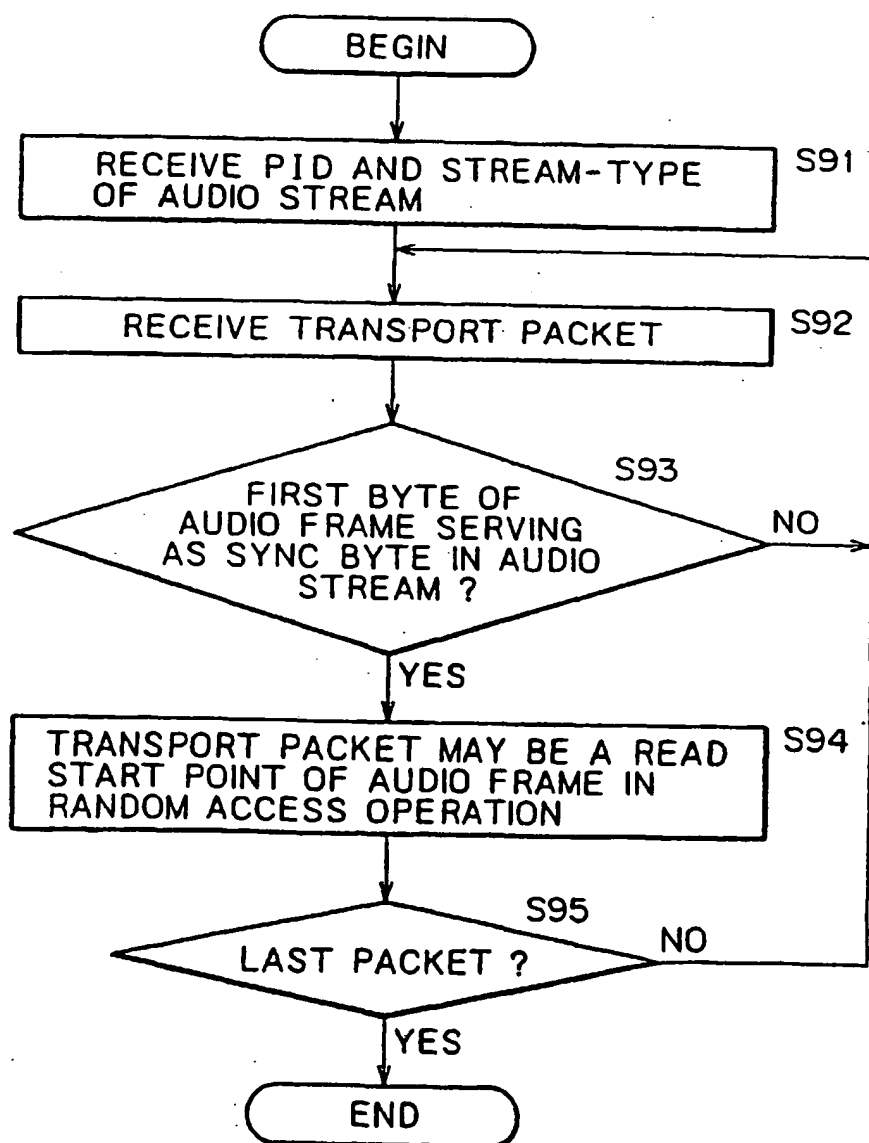 BEGIN
RECEIVE PID AND STREAM-TYPE
OF AUDIO STREAM
S91
RECEIVE TRANSPORT PACKET
S92
S93
FIRST BYTE OF
AUDIO FRAME SERVING
AS SYNC BYTE IN AUDIO
STREAM ?
NO
YES
TRANSPORT PACKET MAY BE A READ
START POINT OF AUDIO FRAME IN
RANDOM ACCESS OPERATION
S94
S95
LAST PACKET ?
NO
YES
END